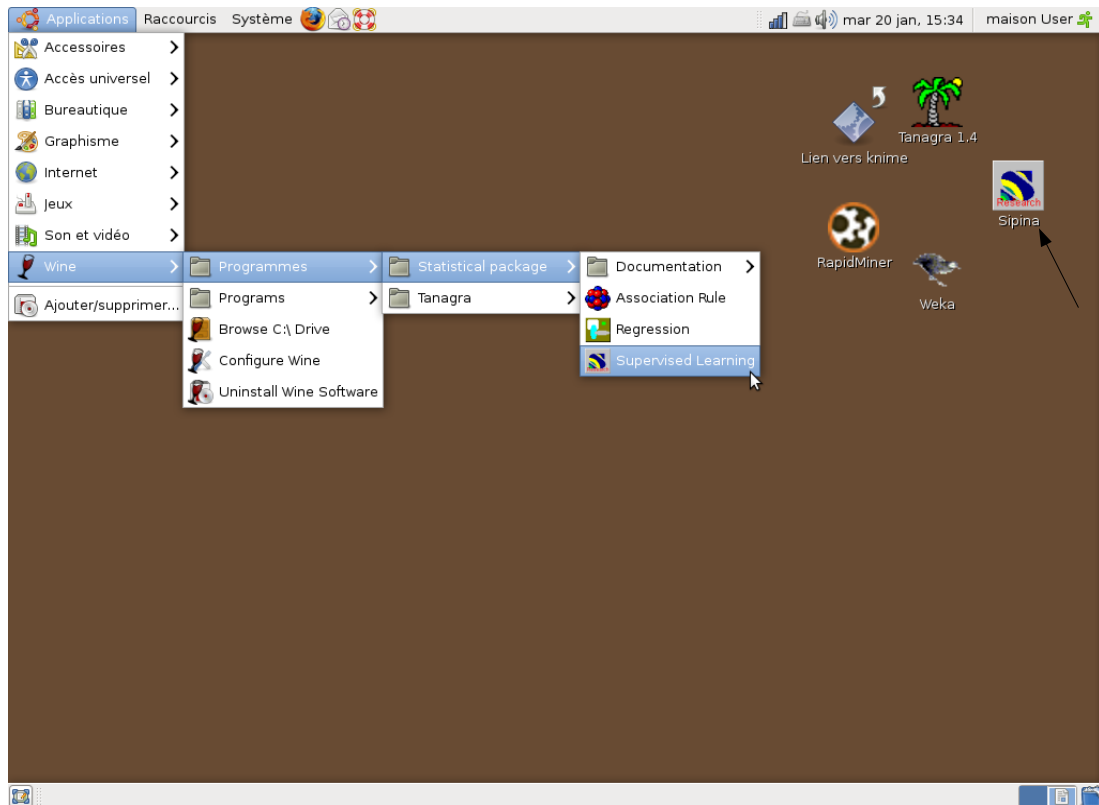 Applications Raccourcis Système mar 20 jan, 15:34 maison User
Accessoires
Accès universel
Bureautique
Graphisme
Internet
Jeux
Son et vidéo
Wine
Ajouter/supprimer...
Programmes
Programs
Browse C:\ Drive
Configure Wine
Uninstall Wine Software
Statistical package
Tanagra
Documentation
Association Rule
Regression
Supervised Learning
Tanagra 1.4
Lien vers knime
Research
Sipina
RapidMiner
Weka